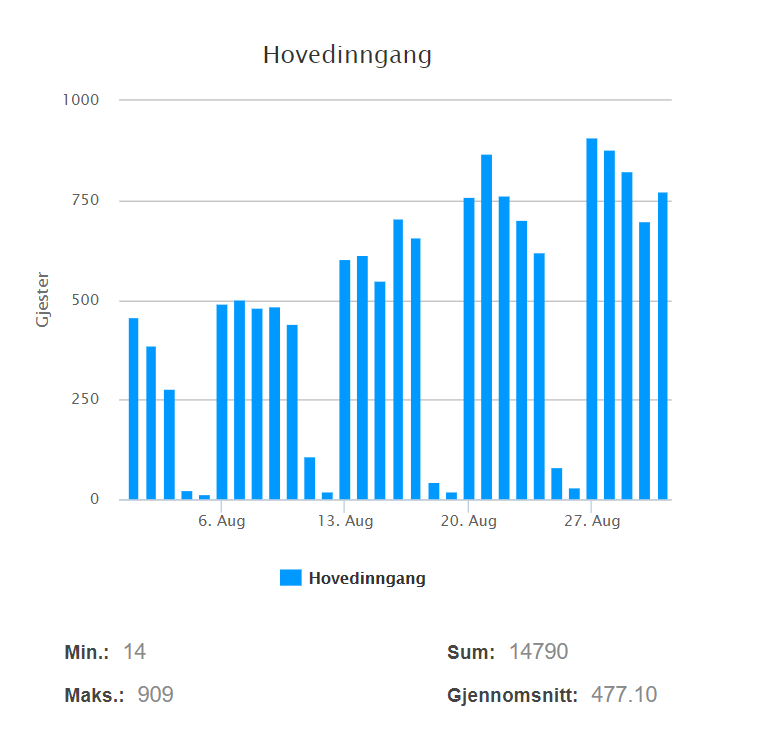 Hovedinngang
1000
750
500
250
0
Gjester
6. Aug 13. Aug 20. Aug 27. Aug
Hovedinngang
Min.: 14 Sum: 14790
Maks.: 909 Gjennomsnitt: 477.10